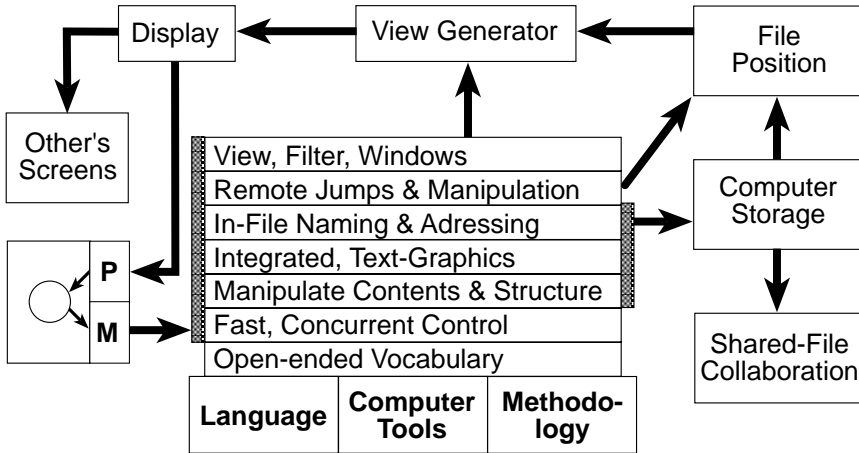 Display
View Generator
File
Position
Other's
Screens
View, Filter, Windows
Remote Jumps & Manipulation
In-File Naming & Adressing
Integrated, Text-Graphics
Manipulate Contents & Structure
Fast, Concurrent Control
Open-ended Vocabulary
Computer
Storage
P
M
Shared-File
Collaboration
Language
Computer
Tools
Methodo-
logy